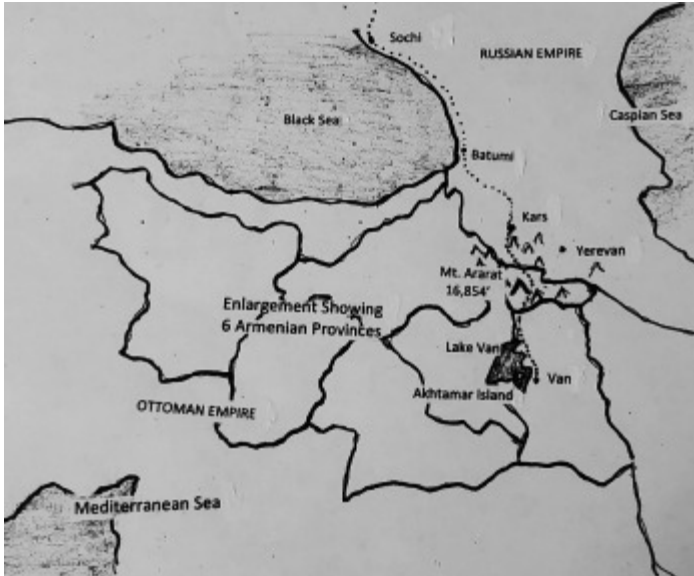 Sochi
RUSSIAN EMPIRE
Black Sea
Caspian Sea
Batumi
Kars
Yerevan
Mt. Ararat
16,854'
Enlargement Showing
6 Armenian Provinces
Lake Van
Van
Akhtamar Island
OTTOMAN EMPIRE
Mediterranean Sea